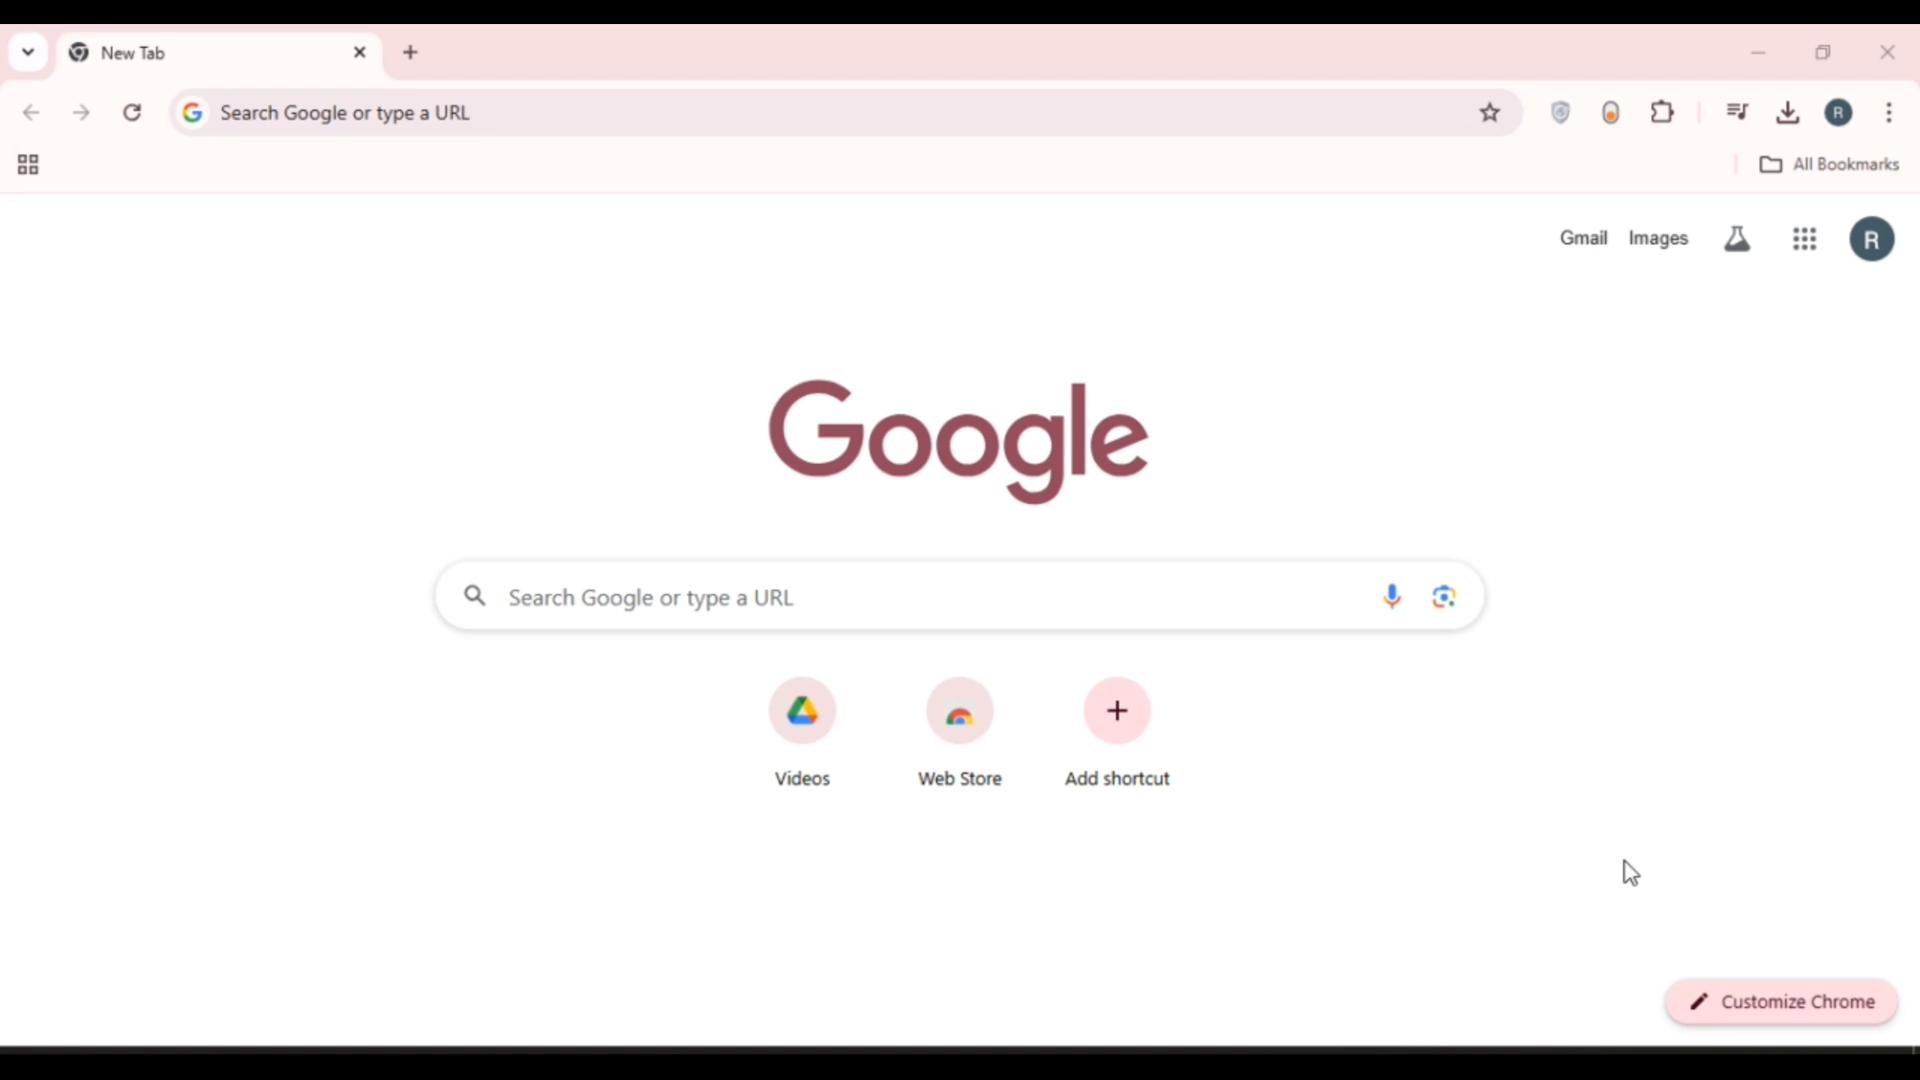 New Tab
Search Google or type a URL
R
All Bookmarks
Gmail Images
R
Google
Search Google or type a URL
Videos Web Store Add shortcut
Customize Chrome